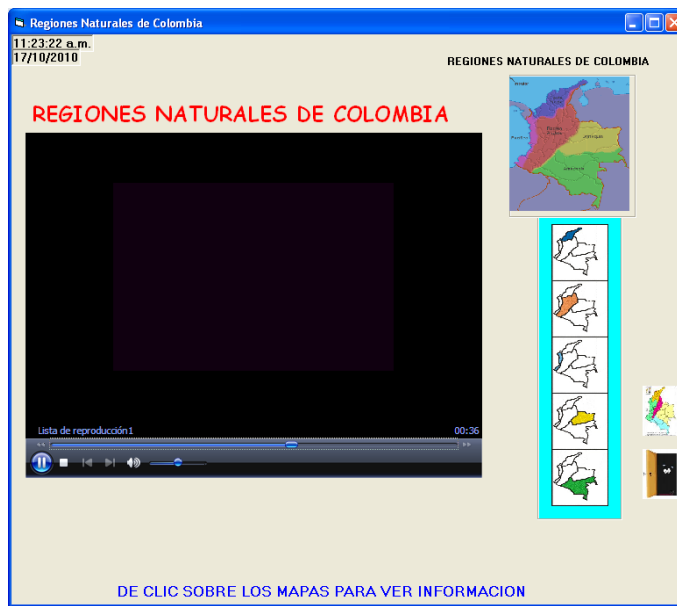 Regiones Naturales de Colombia
11:23:22 a.m.
17/10/2010
REGIONES NATURALES DE COLOMBIA
REGIONES NATURALES DE COLOMBIA
Lista de reproducción1
00:36
DE CLIC SOBRE LOS MAPAS PARA VER INFORMACION